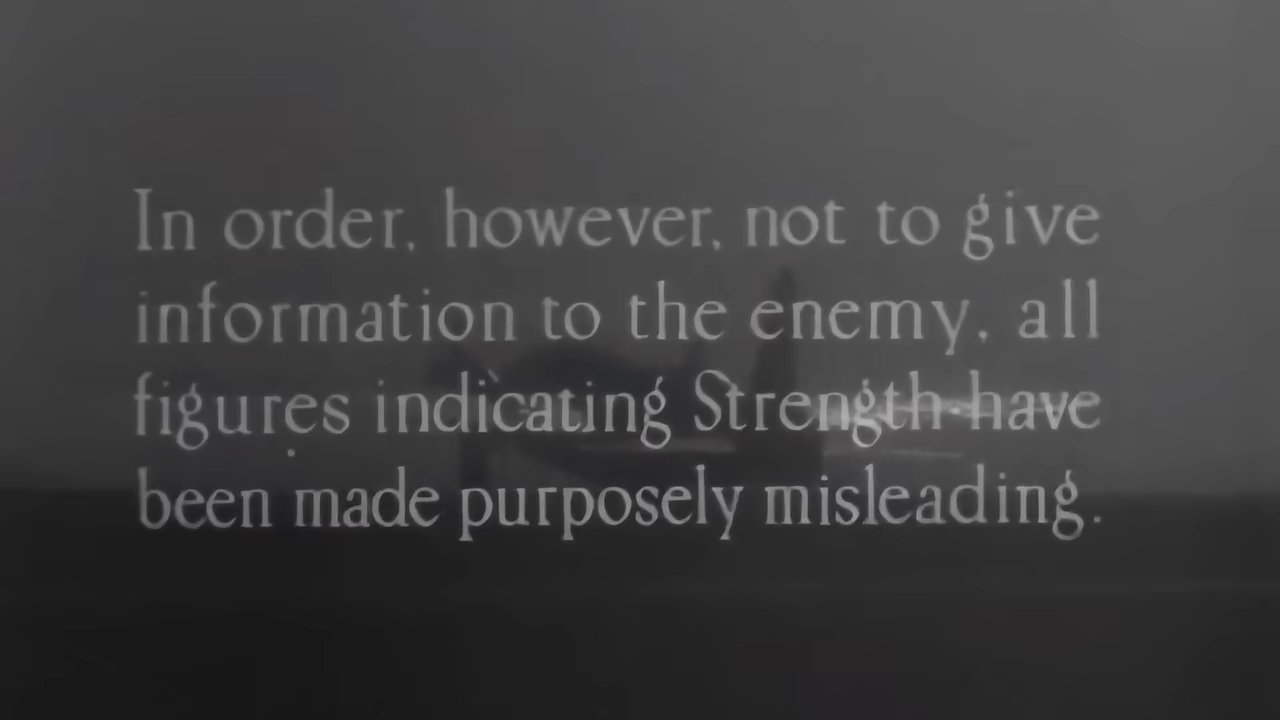 In order, however, not to give
information to the enemy, all
figures indicating Strength have
been made purposely misleading.